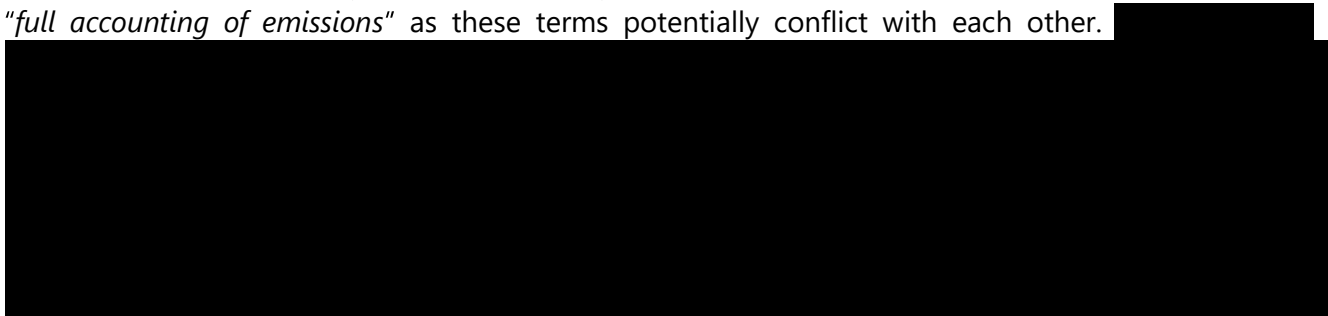 “full accounting of emissions” as these terms potentially conflict with each other.